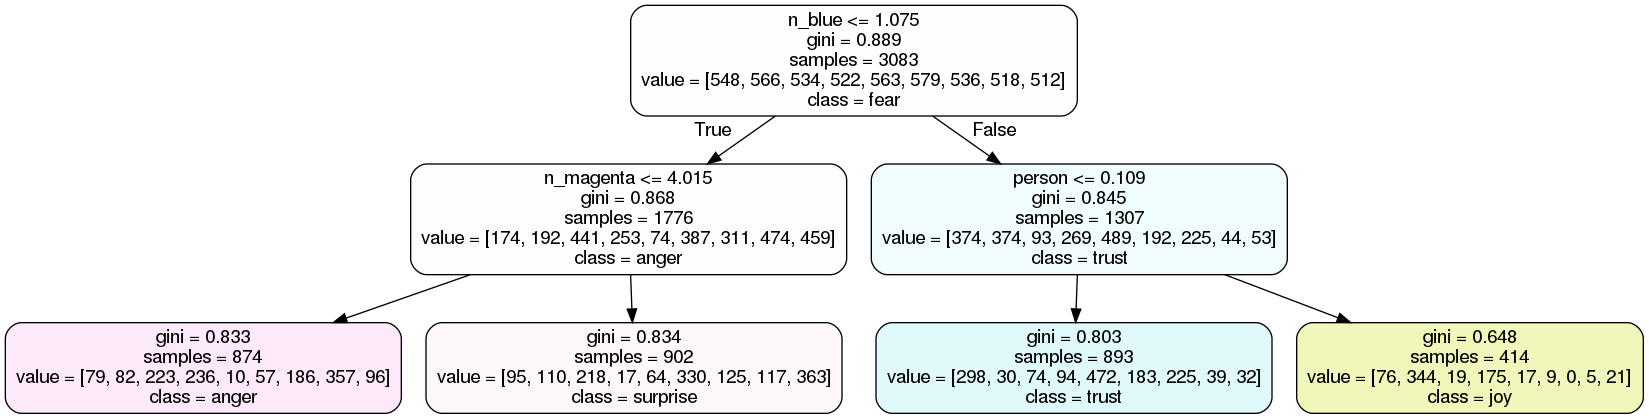 n_blue <= 1.075
gini = 0.889
samples = 3083
value = [548, 566, 534, 522, 563, 579, 536, 518, 512]
class = fear
True
False
n_magenta <= 4.015
gini = 0.868
samples = 1776
value = [174, 192, 441, 253, 74, 387, 311, 474, 459]
class = anger
person <= 0.109
gini = 0.845
samples = 1307
value = [374, 374, 93, 269, 489, 192, 225, 44, 53]
class = trust
gini = 0.833
samples = 874
value = [79, 82, 223, 236, 10, 57, 186, 357, 96]
class = anger
gini = 0.834
samples = 902
value = [95, 110, 218, 17, 64, 330, 125, 117, 363]
class = surprise
gini = 0.803
samples = 893
value = [298, 30, 74, 94, 472, 183, 225, 39, 32]
class = trust
gini = 0.648
samples = 414
value = [76, 344, 19, 175, 17, 9, 0, 5, 21]
class = joy